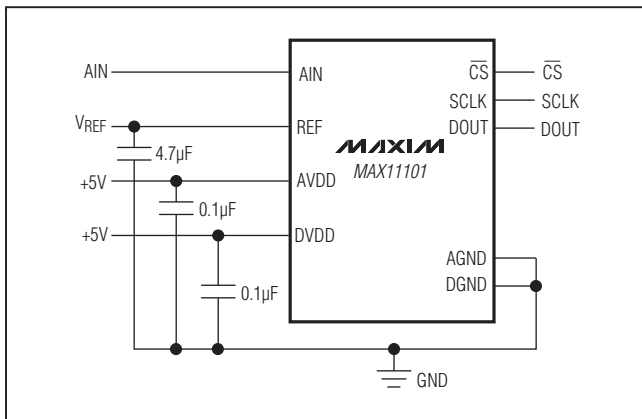 AIN
AIN
CS
CS
SCLK
SCLK
VREF
REF
DOUT
DOUT
4.7µF
MAXIM
MAX11101
+5V
AVDD
0.1µF
+5V
DVDD
AGND
DGND
0.1µF
GND